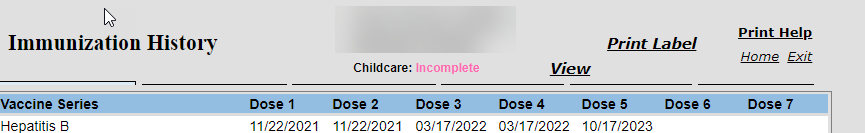 Immunization History
Print Label
Print Help
Home Exit
Childcare: Incomplete
View
Vaccine Series Dose 1 Dose 2 Dose 3 Dose 4 Dose 5 Dose 6 Dose 7
Hepatitis B 11/22/2021 11/22/2021 03/17/2022 03/17/2022 10/17/2023